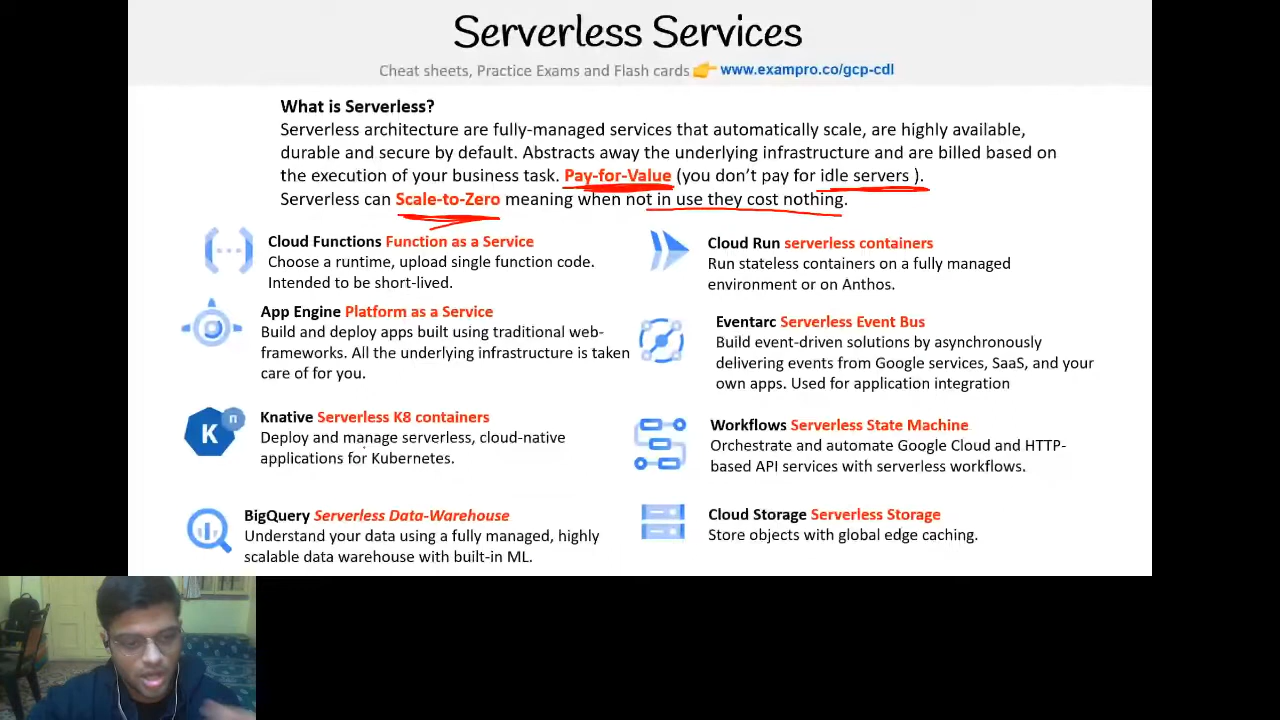 Serverless Services
Cheat sheets, Practice Exams and Flash cards 👉 www.exampro.co/gcp-cdl
What is Serverless?
Serverless architecture are fully-managed services that automatically scale, are highly available,
durable and secure by default. Abstracts away the underlying infrastructure and are billed based on
the execution of your business task. Pay-for-Value (you don't pay for idle servers ).
Serverless can Scale-to-Zero meaning when not in use they cost nothing.
Cloud Functions Function as a Service
Choose a runtime, upload single function code.
Intended to be short-lived.
App Engine Platform as a Service
Build and deploy apps built using traditional web-
frameworks. All the underlying infrastructure is taken
care of for you.
Knative Serverless K8 containers
Deploy and manage serverless, cloud-native
applications for Kubernetes.
BigQuery Serverless Data-Warehouse
Understand your data using a fully managed, highly
scalable data warehouse with built-in ML.
Cloud Run serverless containers
Run stateless containers on a fully managed
environment or on Anthos.
Eventarc Serverless Event Bus
Build event-driven solutions by asynchronously
delivering events from Google services, SaaS, and your
own apps. Used for application integration
Workflows Serverless State Machine
Orchestrate and automate Google Cloud and HTTP-
based API services with serverless workflows.
Cloud Storage Serverless Storage
Store objects with global edge caching.
K
n